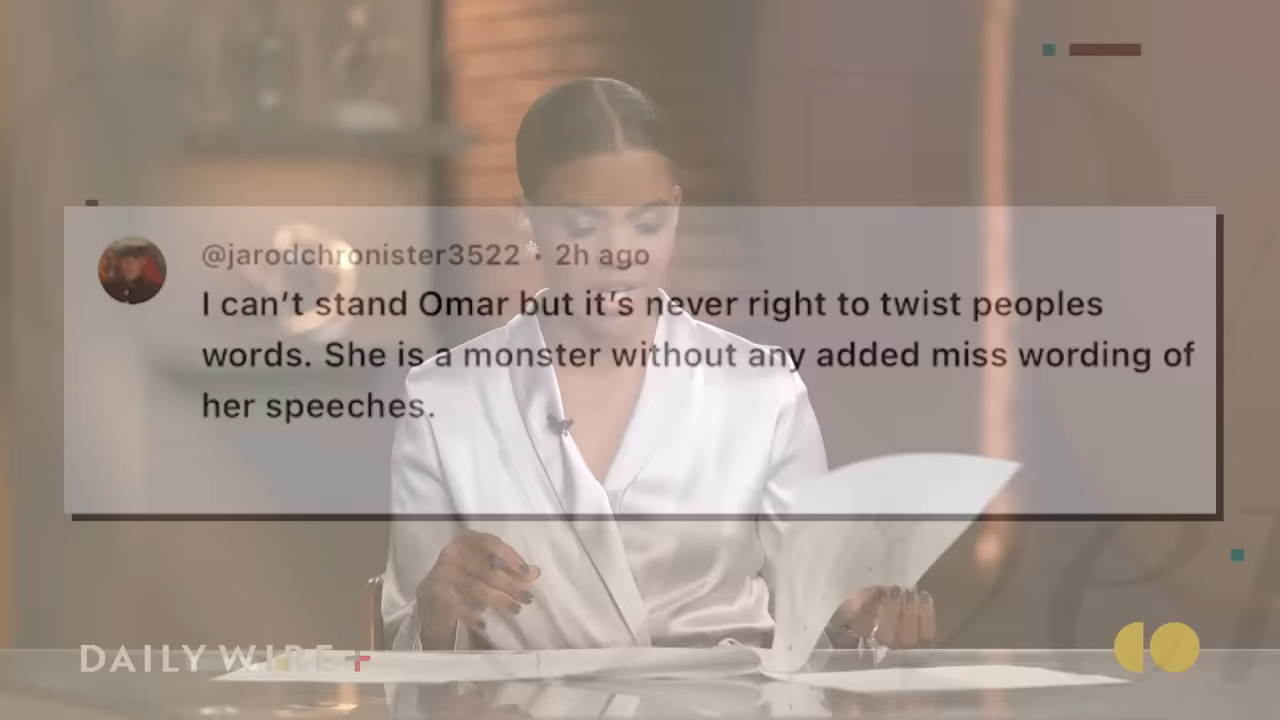 @jarodchronister3522 · 2h ago
I can't stand Omar but it's never right to twist peoples
words. She is a monster without any added miss wording of
her speeches.
DAILY WIRE +